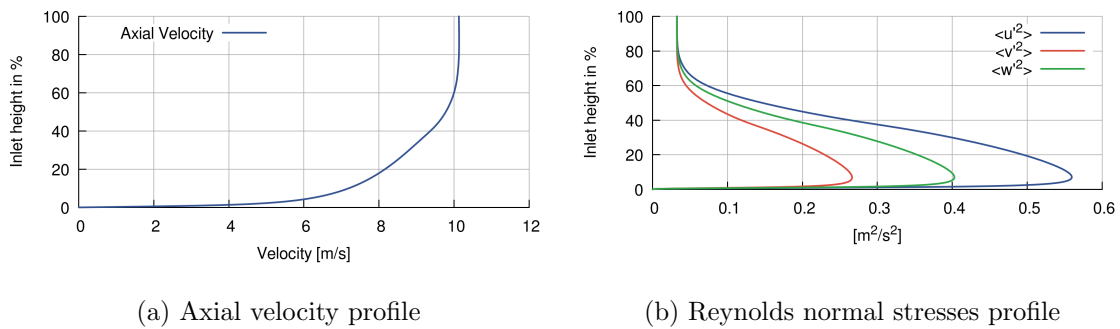 100
80
60
40
20
0
Inlet height in %
Axial Velocity
0
2
4
6
8
10
12
Velocity [m/s]
(a) Axial velocity profile
100
80
60
40
20
0
Inlet height in %
<u'²>
<v'²>
<w'²>
0
0.1
0.2
0.3
0.4
0.5
0.6
[m²/s²]
(b) Reynolds normal stresses profile